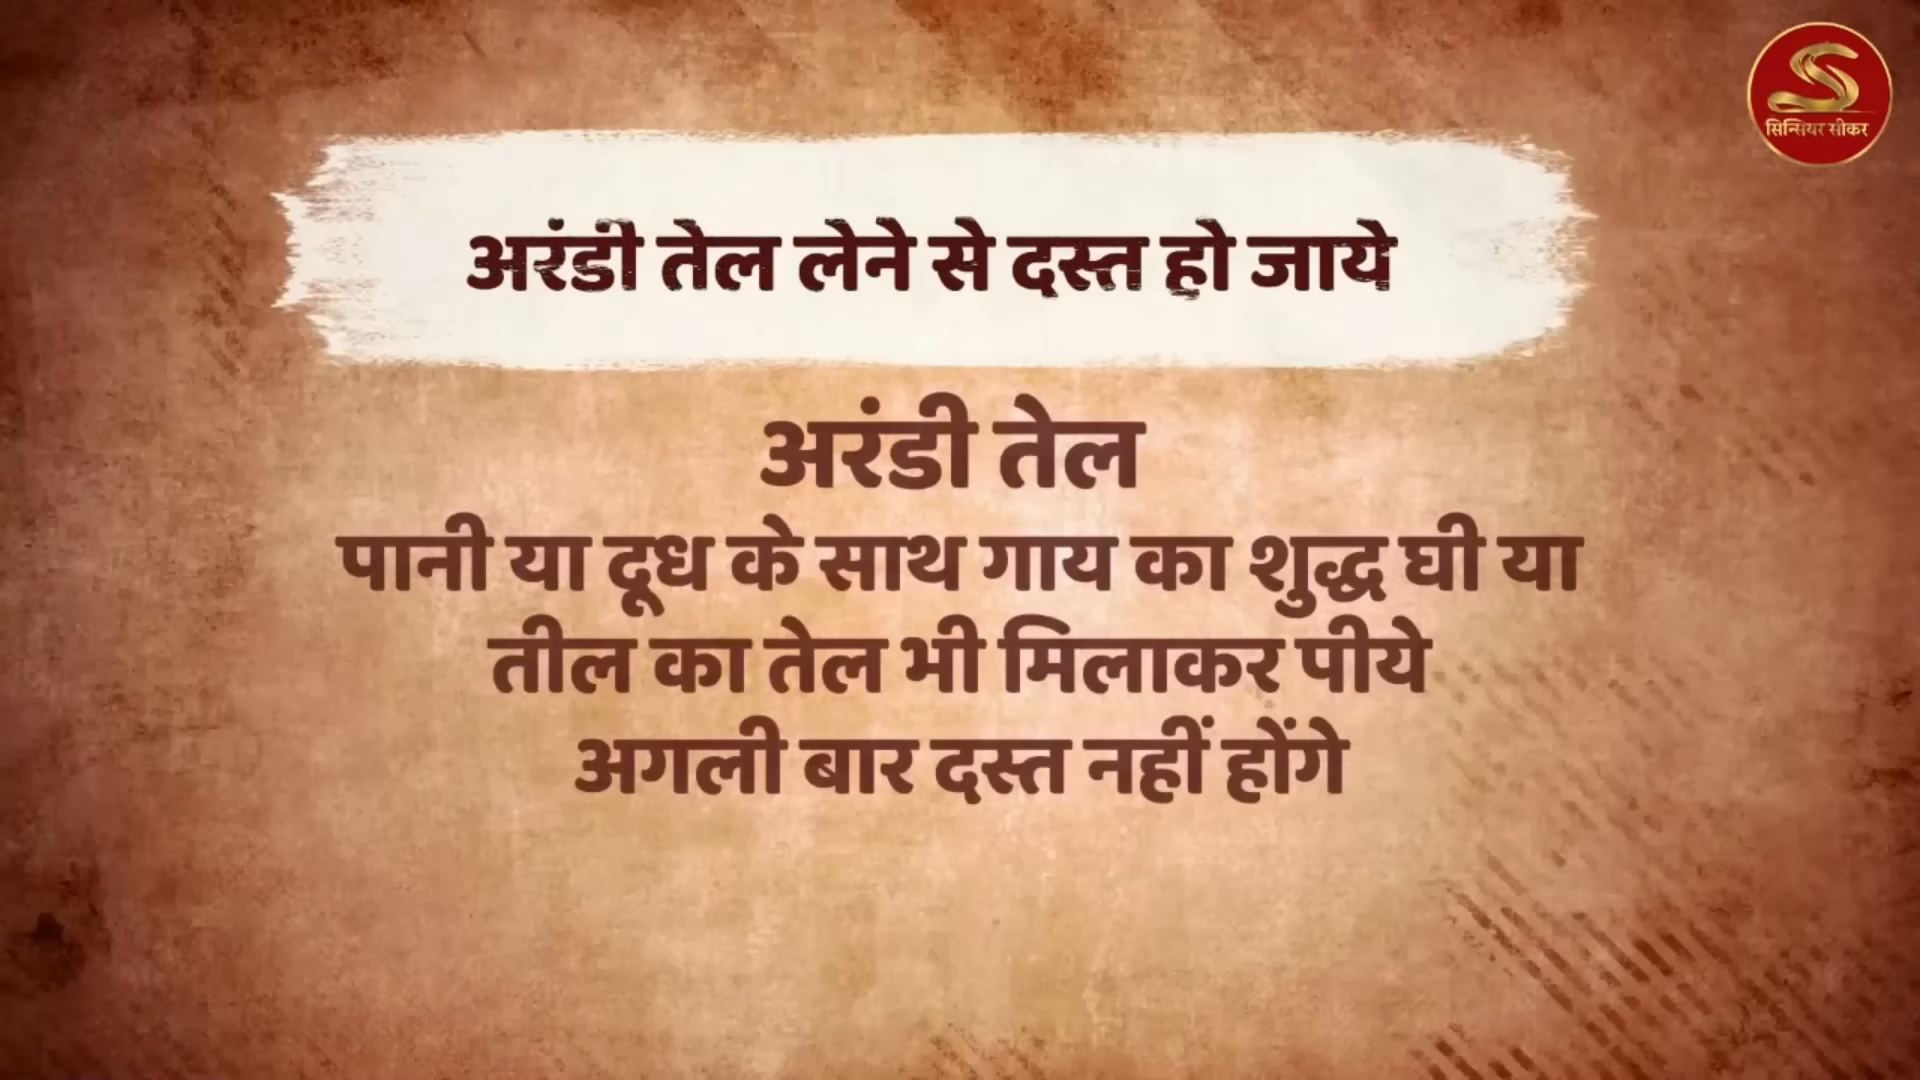 सिन्सियर सीकर
अरंडी तेल लेने से दस्त हो जाये
अरंडी तेल
पानी या दूध के साथ गाय का शुद्ध घी या
तील का तेल भी मिलाकर पीये
अगली बार दस्त नहीं होंगे